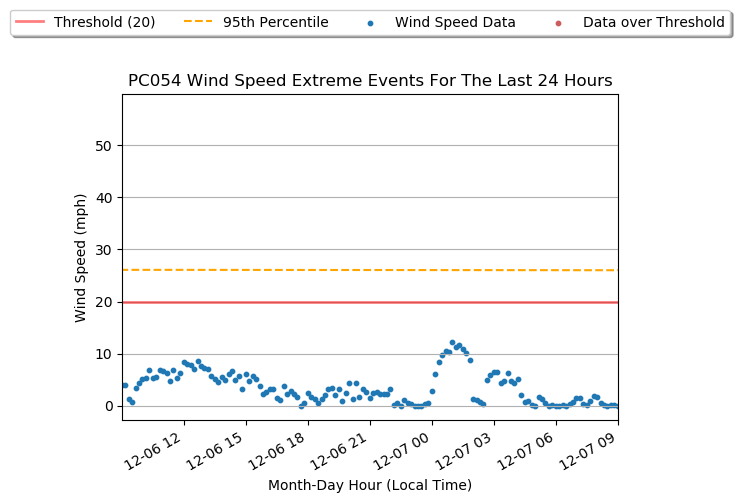 Threshold (20) 95th Percentile Wind Speed Data Data over Threshold
PC054 Wind Speed Extreme Events For The Last 24 Hours
50
40
30
20
10
0
Wind Speed (mph)
12-06 12 12-06 15 12-06 18 12-06 21 12-07 00 12-07 03 12-07 06 12-07 09
Month-Day Hour (Local Time)